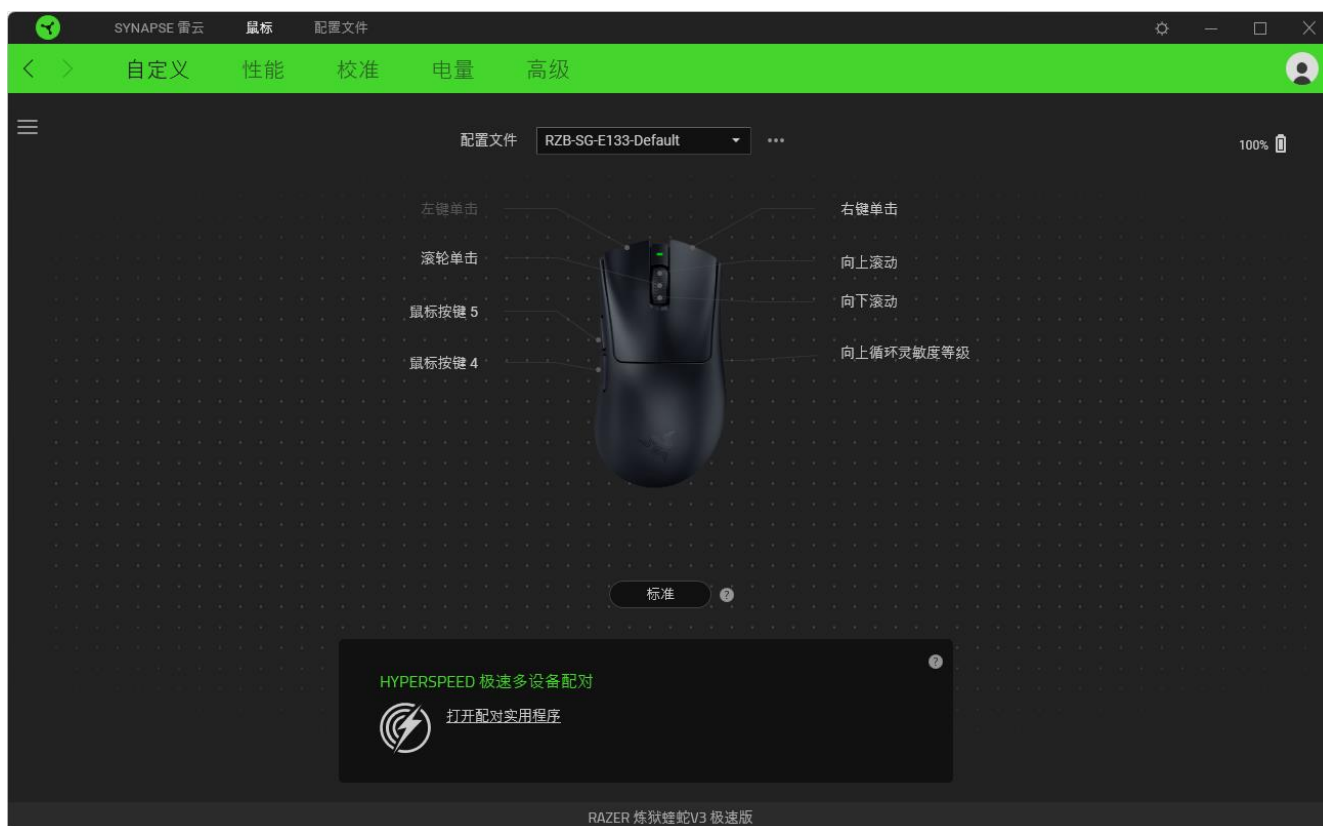 SYNAPSE 雷云 鼠标 配置文件
自定义 性能 校准 电量 高级
配置文件 RZB-SG-E133-Default
100%
左键单击 右键单击
滚轮单击 向上滚动
向下滚动
鼠标按键 5
向上循环灵敏度等级
鼠标按键 4
标准
HYPERSPEED 极速多设备配对
打开配对实用程序
RAZER 炼狱蝰蛇V3 极速版